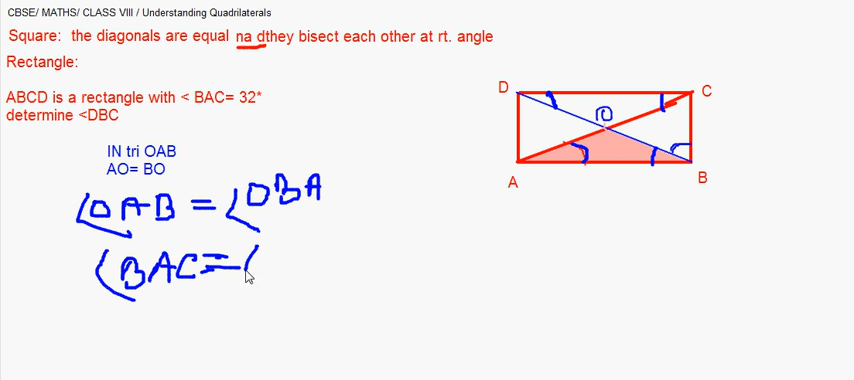 CBSE/ MATHS/ CLASS VIII / Understanding Quadrilaterals
Square: the diagonals are equal na dthey bisect each other at rt. angle
Rectangle:
ABCD is a rectangle with < BAC= 32*
determine <DBC
IN tri OAB
AO= BO
∠OAB = ∠OBA
∠BAC = ∠
D
C
O
A
B